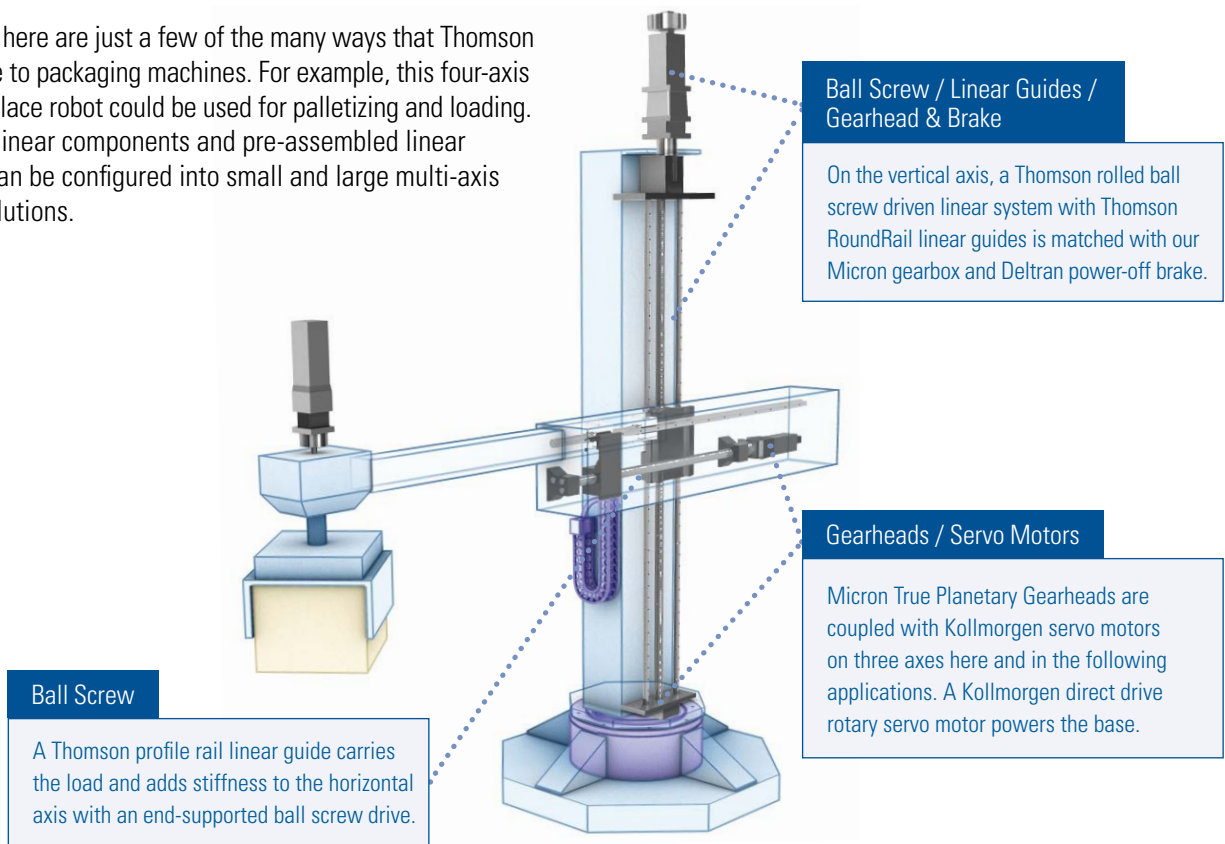 here are just a few of the many ways that Thomson
to packaging machines. For example, this four-axis
lace robot could be used for palletizing and loading.
inear components and pre-assembled linear
an be configured into small and large multi-axis
lutions.
Ball Screw / Linear Guides /
Gearhead & Brake
On the vertical axis, a Thomson rolled ball
screw driven linear system with Thomson
RoundRail linear guides is matched with our
Micron gearbox and Deltran power-off brake.
Gearheads / Servo Motors
Micron True Planetary Gearheads are
coupled with Kollmorgen servo motors
on three axes here and in the following
applications. A Kollmorgen direct drive
rotary servo motor powers the base.
Ball Screw
A Thomson profile rail linear guide carries
the load and adds stiffness to the horizontal
axis with an end-supported ball screw drive.